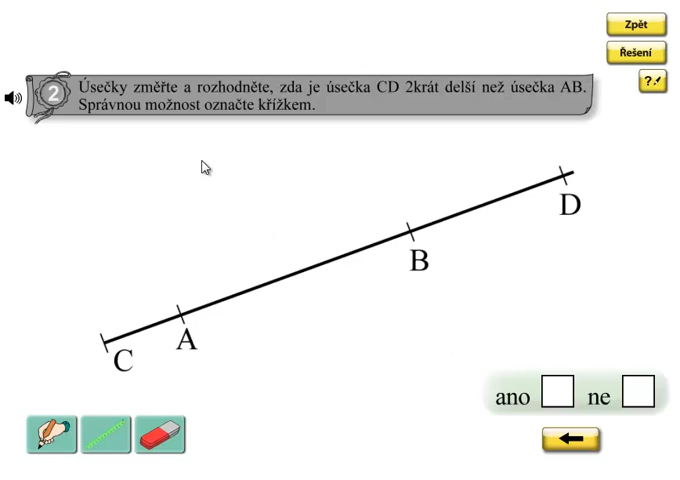 Zpět
Řešení
?
2
Úsečky změřte a rozhodněte, zda je úsečka CD 2krát delší než úsečka AB.
Správnou možnost označte křížkem.
D
B
A
C
ano ne